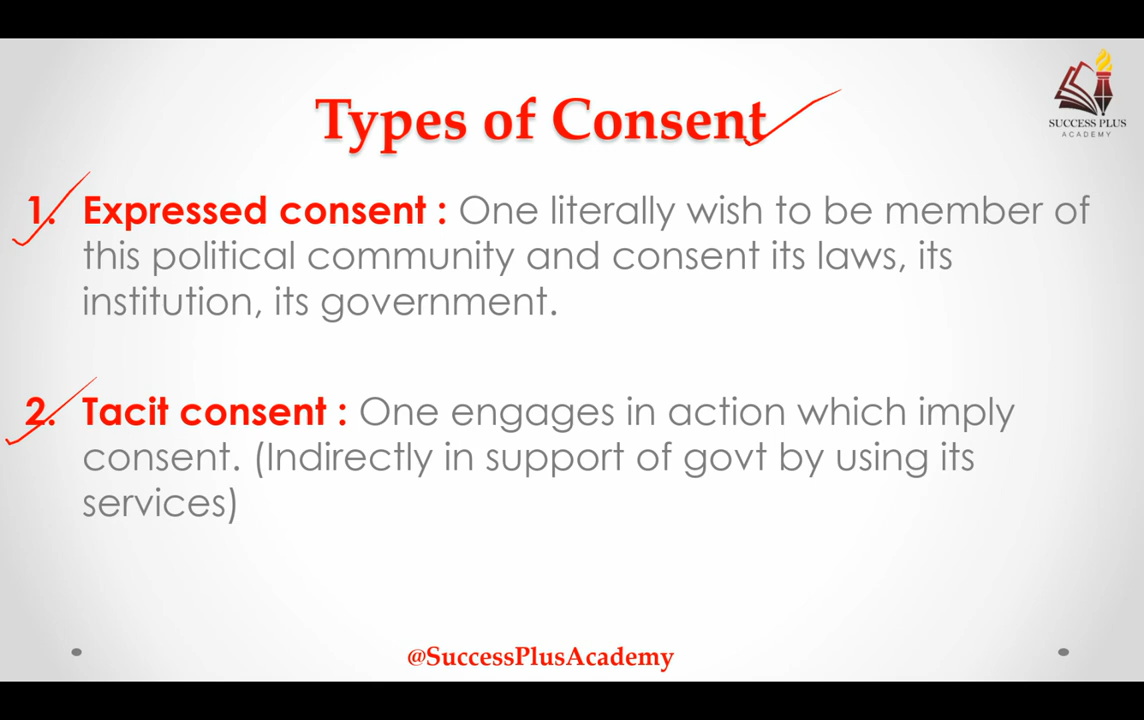 SUCCESS PLUS
ACADEMY
Types of Consent
1. Expressed consent : One literally wish to be member of
this political community and consent its laws, its
institution, its government.
2. Tacit consent : One engages in action which imply
consent. (Indirectly in support of govt by using its
services)
@SuccessPlusAcademy